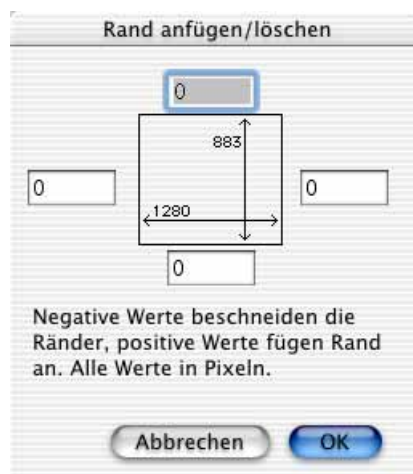 Rand anfügen/löschen
0
883
0
0
1280
0
Negative Werte beschneiden die
Ränder, positive Werte fügen Rand
an. Alle Werte in Pixeln.
Abbrechen OK